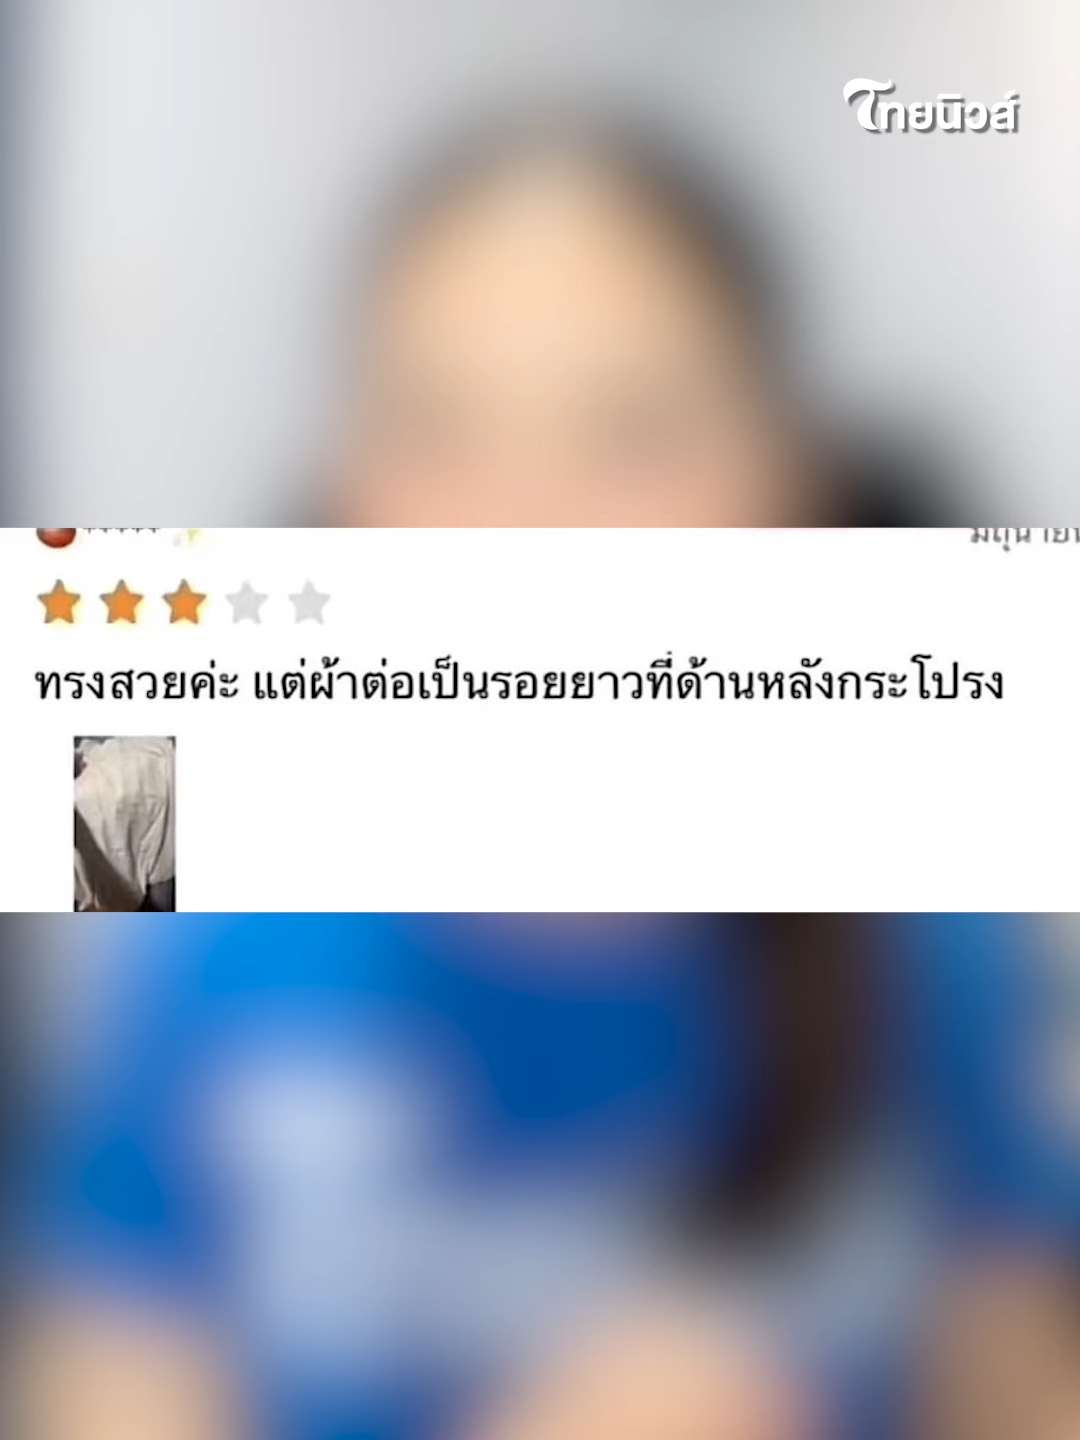 ไทยนิวส์
ทรงสวยค่ะ แต่ผ้าต่อเป็นรอยยาวที่ด้านหลังกระโปรง